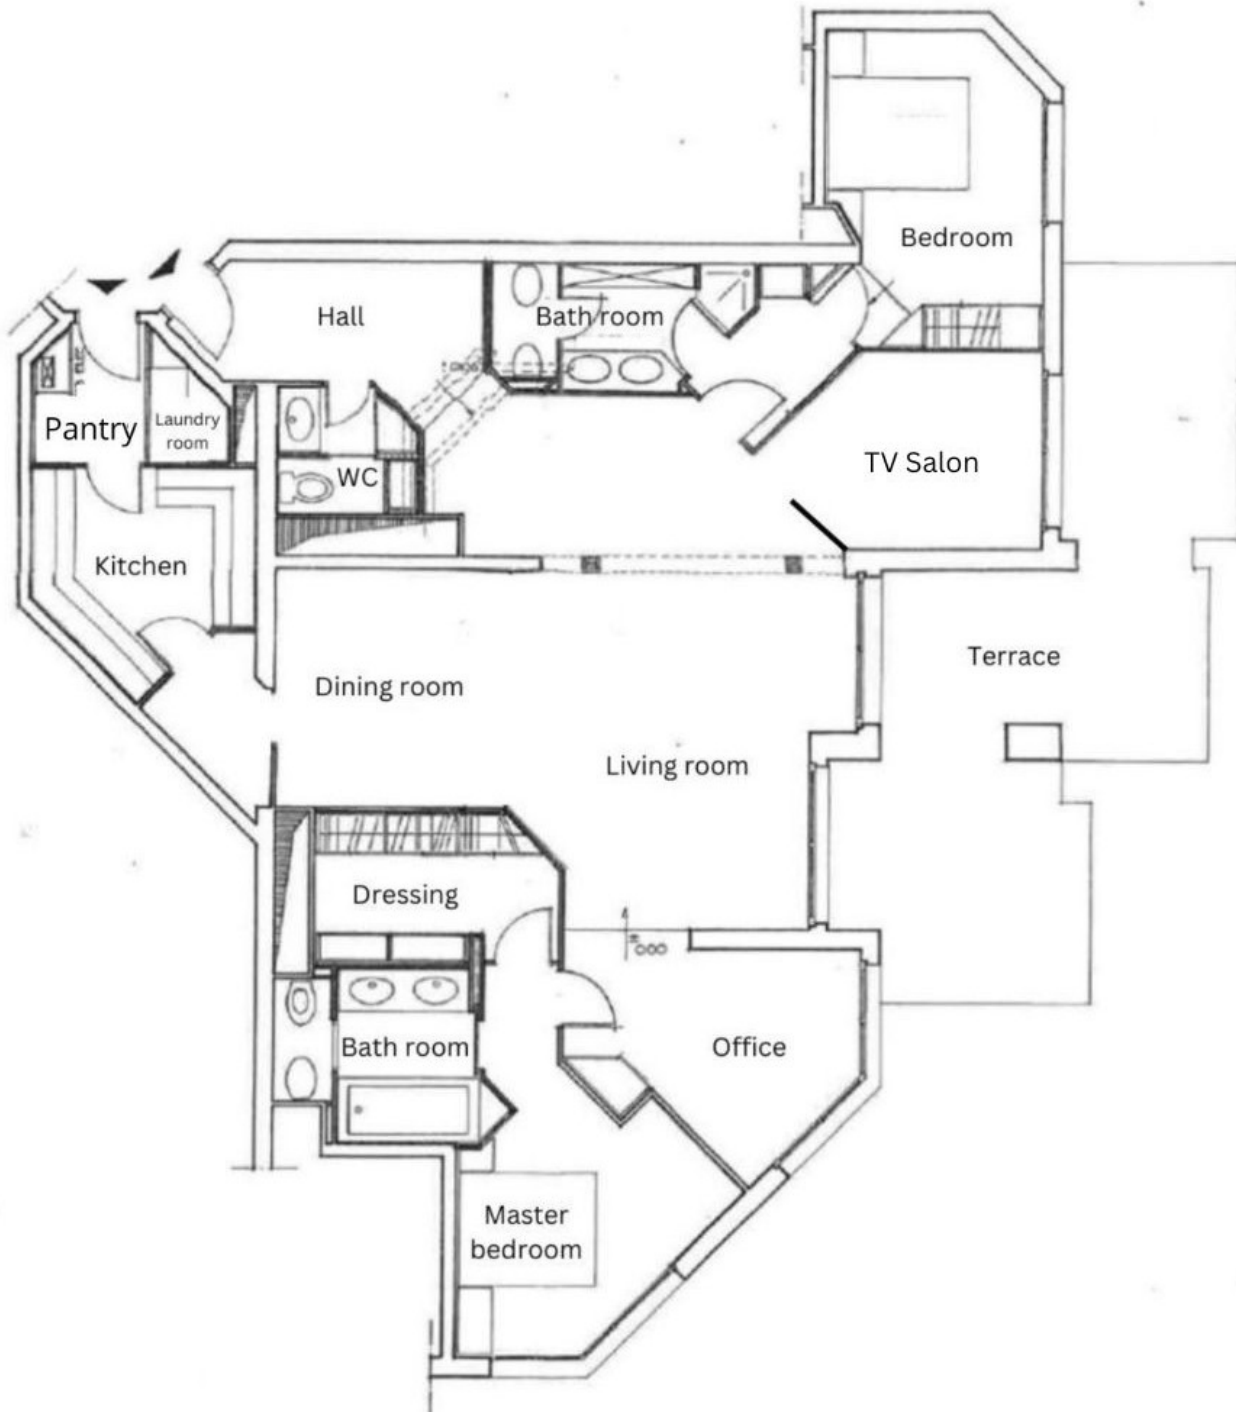 Bedroom
Hall
Bath room
Pantry
Laundry
room
WC
TV Salon
Kitchen
Terrace
Dining room
Living room
Dressing
Bath room
Office
Master
bedroom